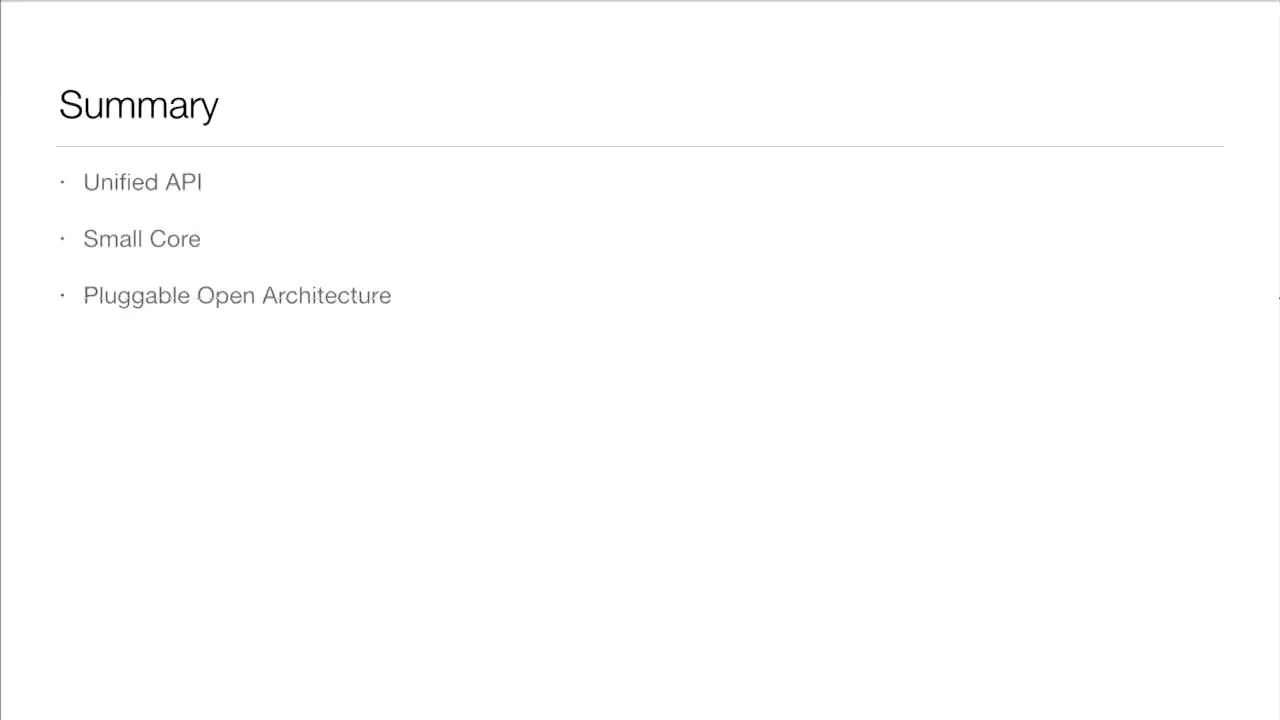 Summary
· Unified API
· Small Core
· Pluggable Open Architecture